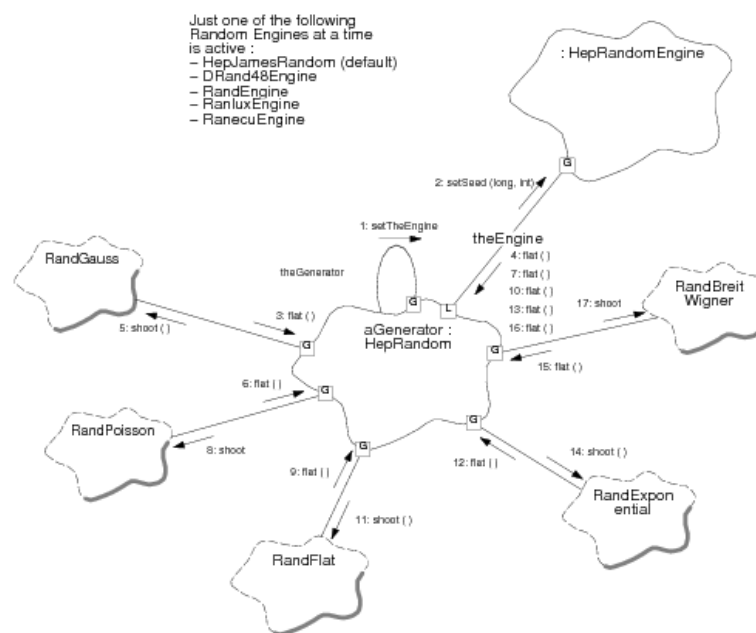 Just one of the following
Random Engines at a time
is active :
– HepJamesRandom (default)
– DRand48Engine
– RandEngine
– RanluxEngine
– RanecuEngine
: HepRandomEngine
G
2: setSeed (long, int)
1: setTheEngine
theEngine
theGenerator
4: flat ( )
7: flat ( )
10: flat ( )
13: flat ( )
16: flat ( )
RandGauss
5: shoot ( )
3: flat ( )
G
G
L
aGenerator :
HepRandom
G
17: shoot
15: flat ( )
RandBreit
Wigner
6: flat ( )
G
RandPoisson
8: shoot
9: flat ( )
G
11: shoot ( )
RandFlat
G
12: flat ( )
14: shoot ( )
RandExpon
ential